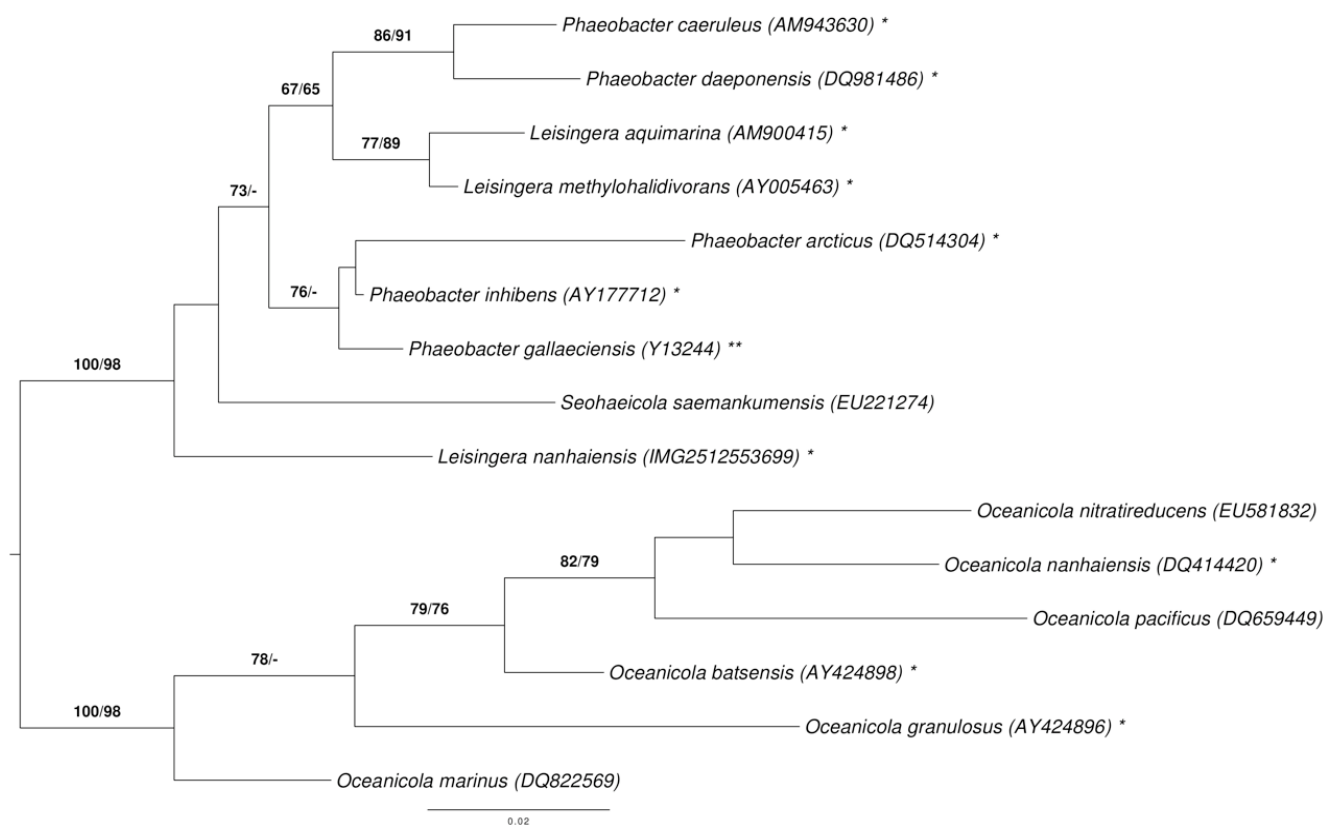 86/91
Phaeobacter caeruleus (AM943630) *
Phaeobacter daeponensis (DQ981486) *
67/65
Leisingera aquimarina (AM900415) *
77/89
Leisingera methylohalidivorans (AY005463) *
73/-
Phaeobacter arcticus (DQ514304) *
76/-
Phaeobacter inhibens (AY177712) *
Phaeobacter gallaeciensis (Y13244) **
100/98
Seohaeicola saemankumensis (EU221274)
Leisingera nanhaiensis (IMG2512553699) *
Oceanicola nitratireducens (EU581832)
82/79
Oceanicola nanhaiensis (DQ414420) *
79/76
Oceanicola pacificus (DQ659449)
78/-
Oceanicola batsensis (AY424898) *
100/98
Oceanicola granulosus (AY424896) *
Oceanicola marinus (DQ822569)
0.02